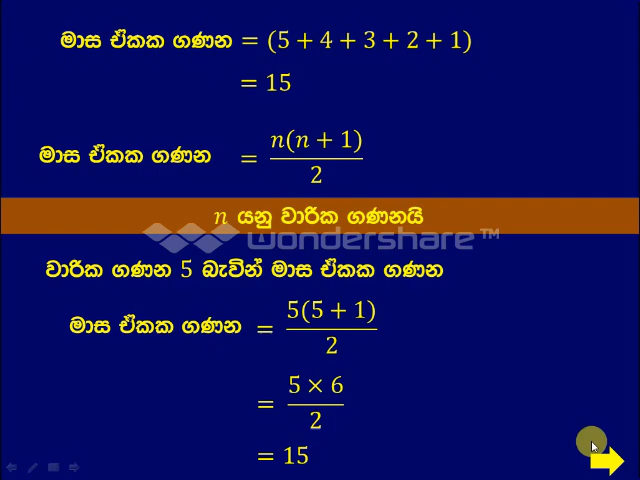 මාස ඒකක ගණන = (5 + 4 + 3 + 2 + 1)
= 15
මාස ඒකක ගණන = n(n + 1) / 2
n යනු වාරික ගණනයි
wondershare™
වාරික ගණන 5 බැවින් මාස ඒකක ගණන
මාස ඒකක ගණන = 5(5 + 1) / 2
= 5 × 6 / 2
= 15